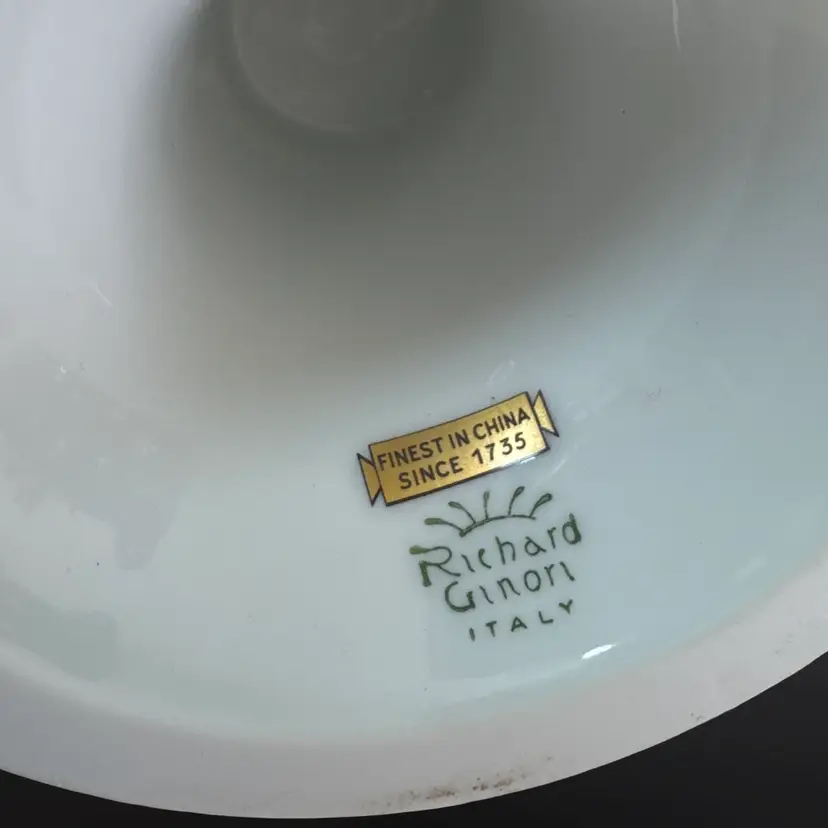 FINEST IN CHINA
SINCE 1735
Richard
Ginori
ITALY